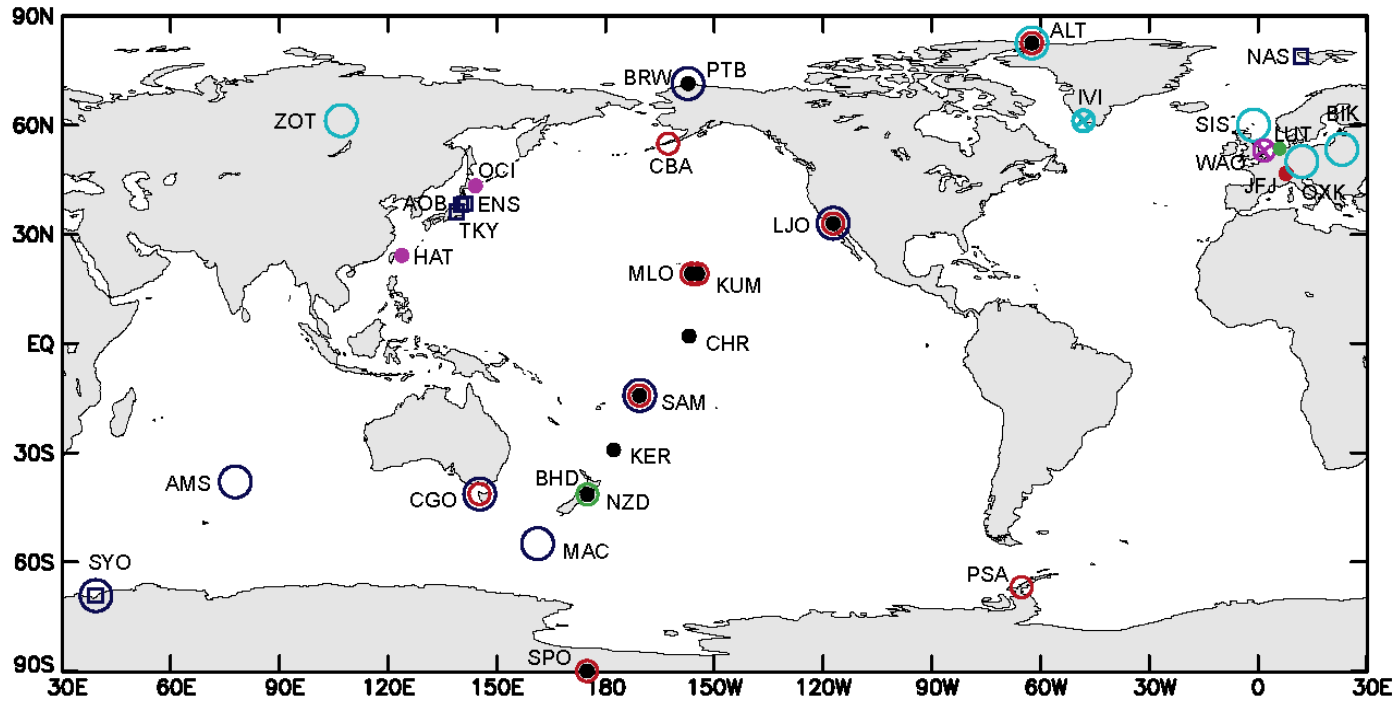 90N
ALT
BRW
PTB
NAS
IVI
BIK
ZOT
60N
SIS
LUT
WAO
CBA
OCI
JFJ
OXK
AOB
ENS
TKY
LJO
30N
HAT
MLO
KUM
EQ
CHR
SAM
30S
KER
AMS
BHD
CGO
NZD
MAC
60S
SYO
PSA
SPO
90S
30E 60E 90E 120E 150E 180 150W 120W 90W 60W 30W 0 30E